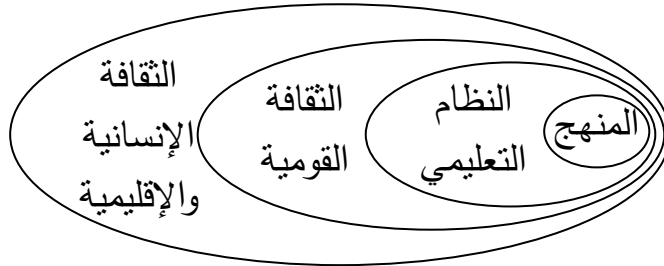 المنهج
النظام
التعليمي
الثقافة
القومية
الثقافة
الإنسانية
والإقليمية